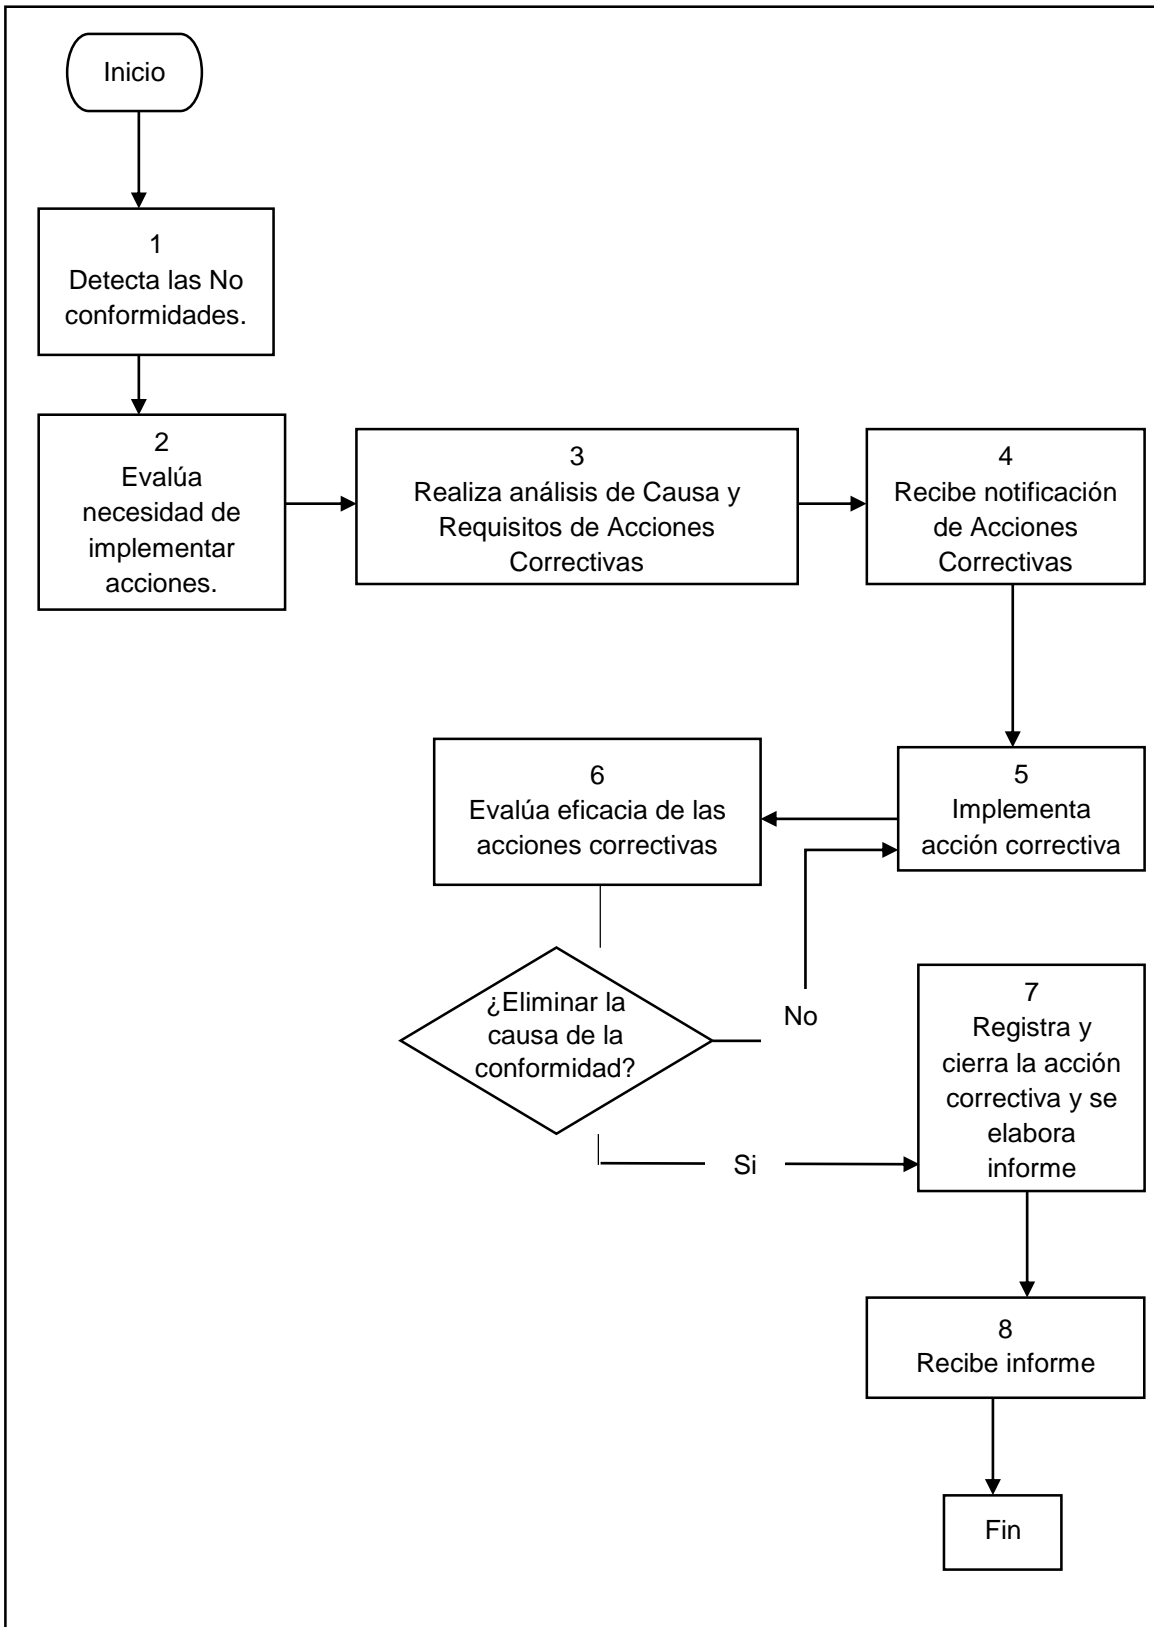 Inicio
1
Detecta las No
conformidades.
2
Evalúa
necesidad de
implementar
acciones.
3
Realiza análisis de Causa y
Requisitos de Acciones
Correctivas
4
Recibe notificación
de Acciones
Correctivas
5
Implementa
acción correctiva
6
Evalúa eficacia de las
acciones correctivas
¿Eliminar la
causa de la
conformidad?
No
Si
7
Registra y
cierra la acción
correctiva y se
elabora
informe
8
Recibe informe
Fin